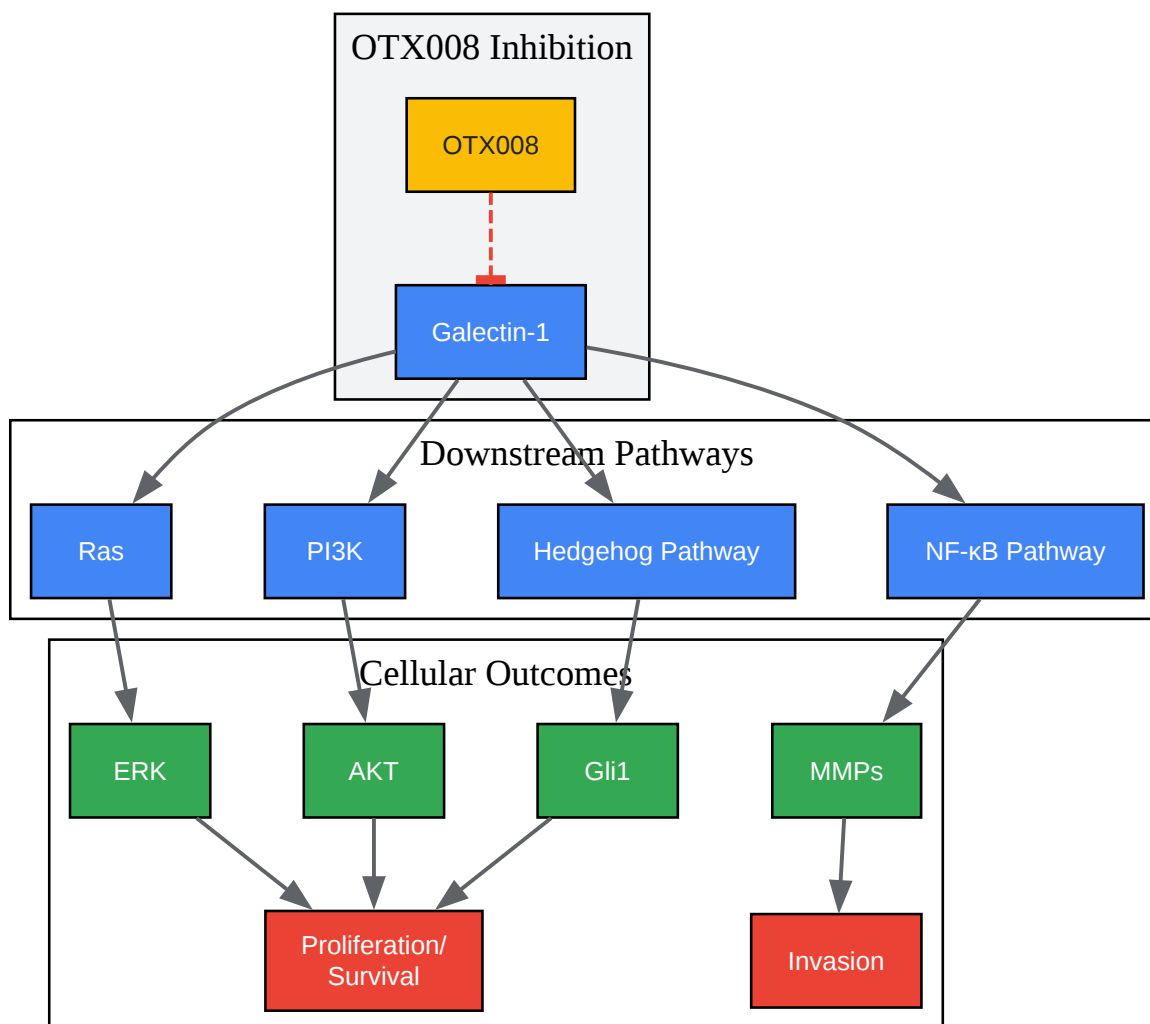 OTX008 Inhibition
OTX008
Galectin-1
Downstream Pathways
Ras
PI3K
Hedgehog Pathway
NF-κB Pathway
Cellular Outcomes
ERK
AKT
Gli1
MMPs
Proliferation/
Survival
Invasion